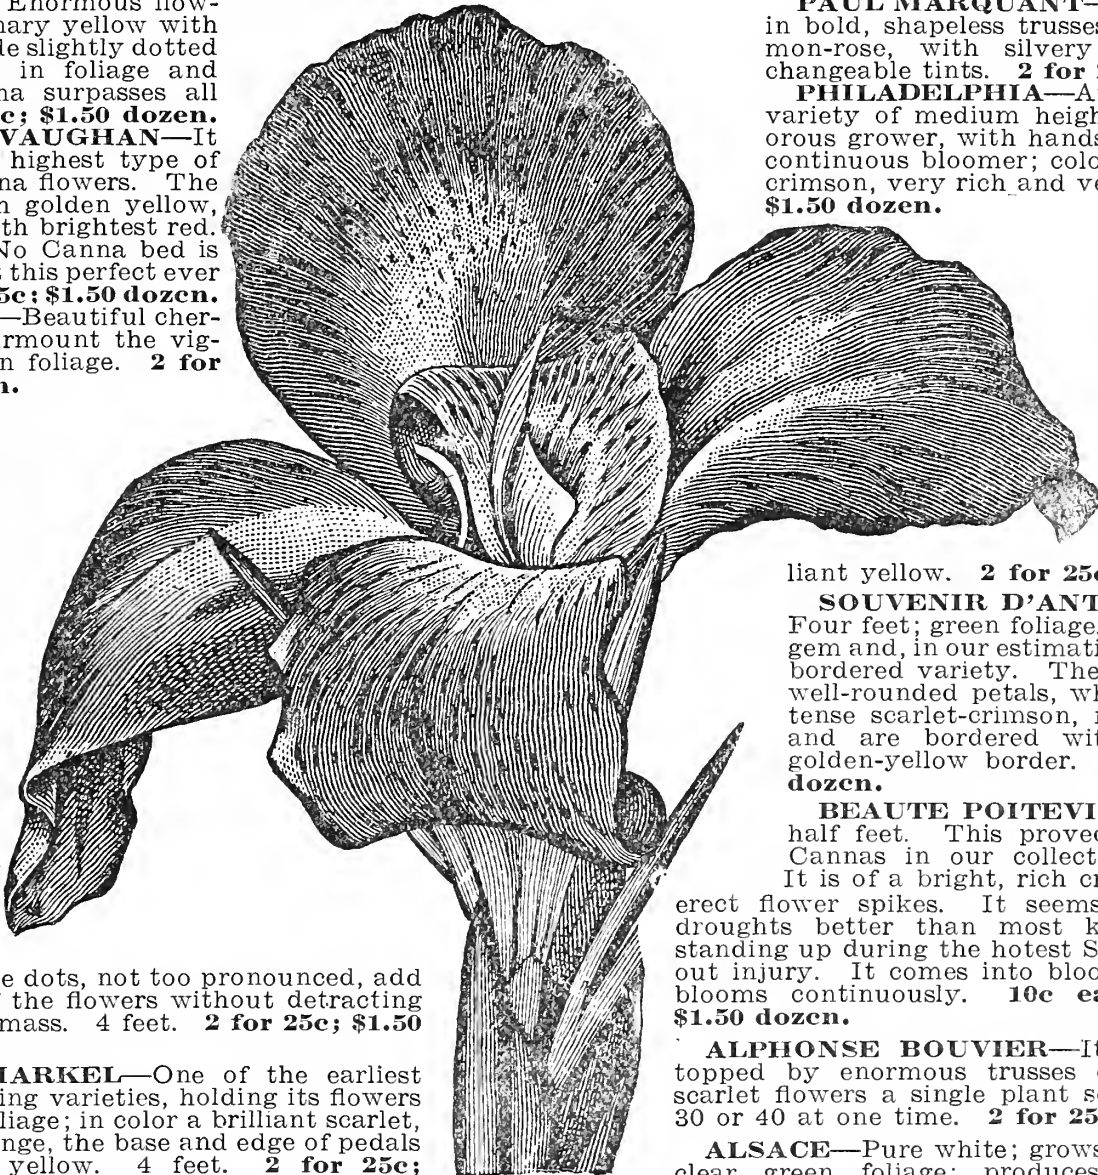 Enormous flow-
nary yellow with
le slightly dotted
in foliage and
na surpasses all
c; $1.50 dozen.
VAUGHAN—It
highest type of
na flowers. The
n golden yellow,
th brightest red.
No Canna bed is
s this perfect ever
5c; $1.50 dozen.
—Beautiful cher-
urmount the vig-
n foliage. 2 for
n.
e dots, not too pronounced, add
f the flowers without detracting
mass. 4 feet. 2 for 25c; $1.50
MARKEL—One of the earliest
ing varieties, holding its flowers
liage; in color a brilliant scarlet,
nge, the base and edge of pedals
yellow. 4 feet. 2 for 25c;
PAUL MARQUANT—
in bold, shapeless trusses
mon-rose, with silvery
changeable tints. 2 for
PHILADELPHIA—A
variety of medium heigh
orous grower, with hands
continuous bloomer; colo
crimson, very rich and ve
$1.50 dozen.
liant yellow. 2 for 25c
SOUVENIR D'ANT
Four feet; green foliage,
gem and, in our estimati
bordered variety. The
well-rounded petals, wh
tense scarlet-crimson,
and are bordered wit
golden-yellow border.
dozen.
BEAUTE POITEVI
half feet. This proved
Cannas in our collect
It is of a bright, rich cr
erect flower spikes. It seems
droughts better than most k
standing up during the hottest S
out injury. It comes into bloo
blooms continuously. 10c ea
$1.50 dozen.
ALPHONSE BOUVIER—It
topped by enormous trusses
scarlet flowers a single plant s
30 or 40 at one time. 2 for 25
ALSACE—Pure white; grows
clear green foliage; produces